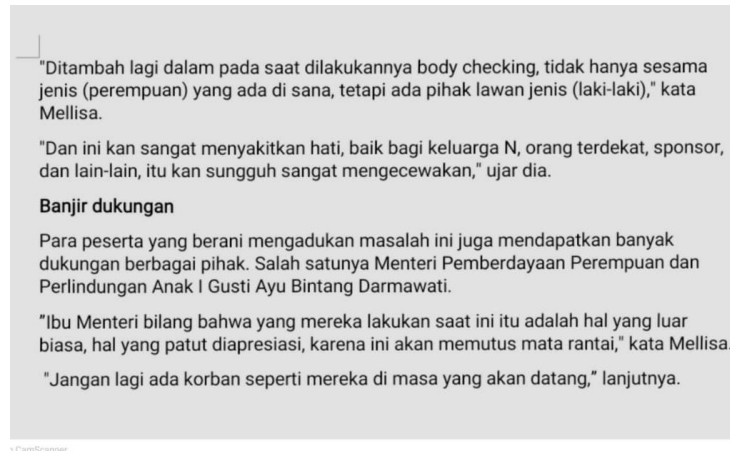 "Ditambah lagi dalam pada saat dilakukannya body checking, tidak hanya sesama
jenis (perempuan) yang ada di sana, tetapi ada pihak lawan jenis (laki-laki)," kata
Mellisa.
"Dan ini kan sangat menyakitkan hati, baik bagi keluarga N, orang terdekat, sponsor,
dan lain-lain, itu kan sungguh sangat mengecewakan," ujar dia.
Banjir dukungan
Para peserta yang berani mengadukan masalah ini juga mendapatkan banyak
dukungan berbagai pihak. Salah satunya Menteri Pemberdayaan Perempuan dan
Perlindungan Anak I Gusti Ayu Bintang Darmawati.
"Ibu Menteri bilang bahwa yang mereka lakukan saat ini itu adalah hal yang luar
biasa, hal yang patut diapresiasi, karena ini akan memutus mata rantai," kata Mellisa.
"Jangan lagi ada korban seperti mereka di masa yang akan datang,” lanjutnya.
CamScanner